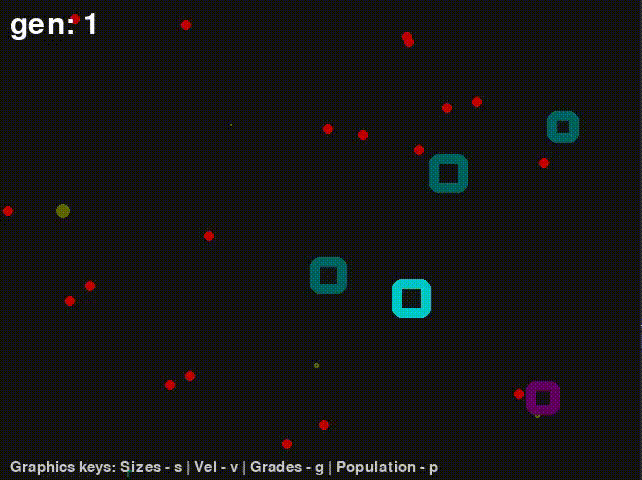 gen: 1
Graphics keys: Sizes - s | Vel - v | Grades - g | Population - p